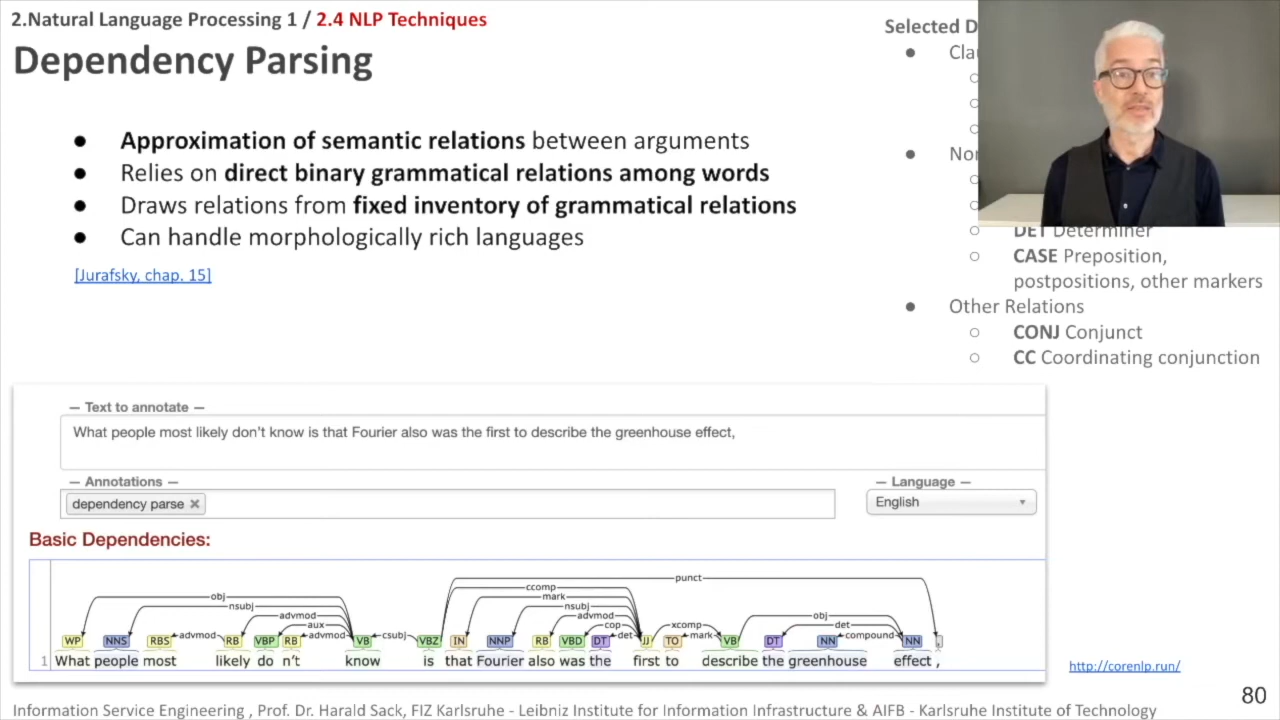 2.Natural Language Processing 1 / 2.4 NLP Techniques
Dependency Parsing
● Approximation of semantic relations between arguments
● Relies on direct binary grammatical relations among words
● Draws relations from fixed inventory of grammatical relations
● Can handle morphologically rich languages
[Jurafsky, chap. 15]
Selected
● 
○ DET Determiner
○ CASE Preposition,
postpositions, other markers
● Other Relations
○ CONJ Conjunct
○ CC Coordinating conjunction
— Text to annotate —
What people most likely don't know is that Fourier also was the first to describe the greenhouse effect,
— Annotations —
dependency parse ×
— Language —
English
Basic Dependencies:
punct
ccomp
obj mark obj
nsubj nsubj
advmod advmod det
aux cop xcomp
advmod advmod csubj det mark compound
WP NNS RBS RB VBP RB VB VBZ IN NNP RB VBD DT JJ TO VB DT NN NN ,
1 What people most likely do n't know is that Fourier also was the first to describe the greenhouse effect ,
http://corenlp.run/
80
Information Service Engineering , Prof. Dr. Harald Sack, FIZ Karlsruhe - Leibniz Institute for Information Infrastructure & AIFB - Karlsruhe Institute of Technology